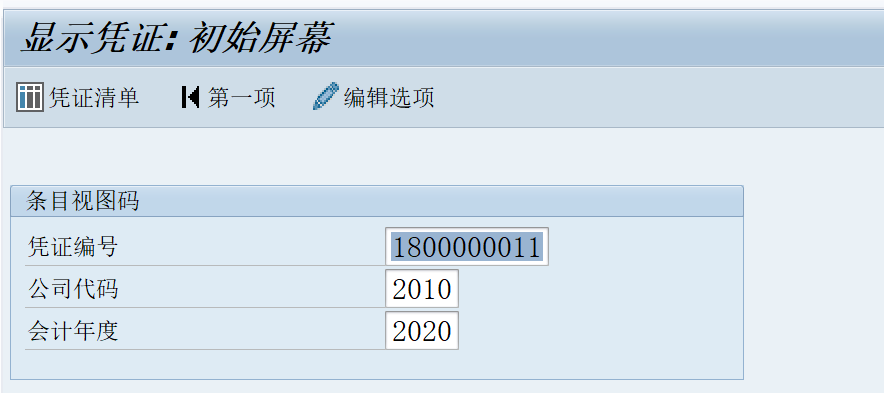 显示凭证: 初始屏幕
凭证清单 第一项 编辑选项
条目视图码
凭证编号 1800000011
公司代码 2010
会计年度 2020